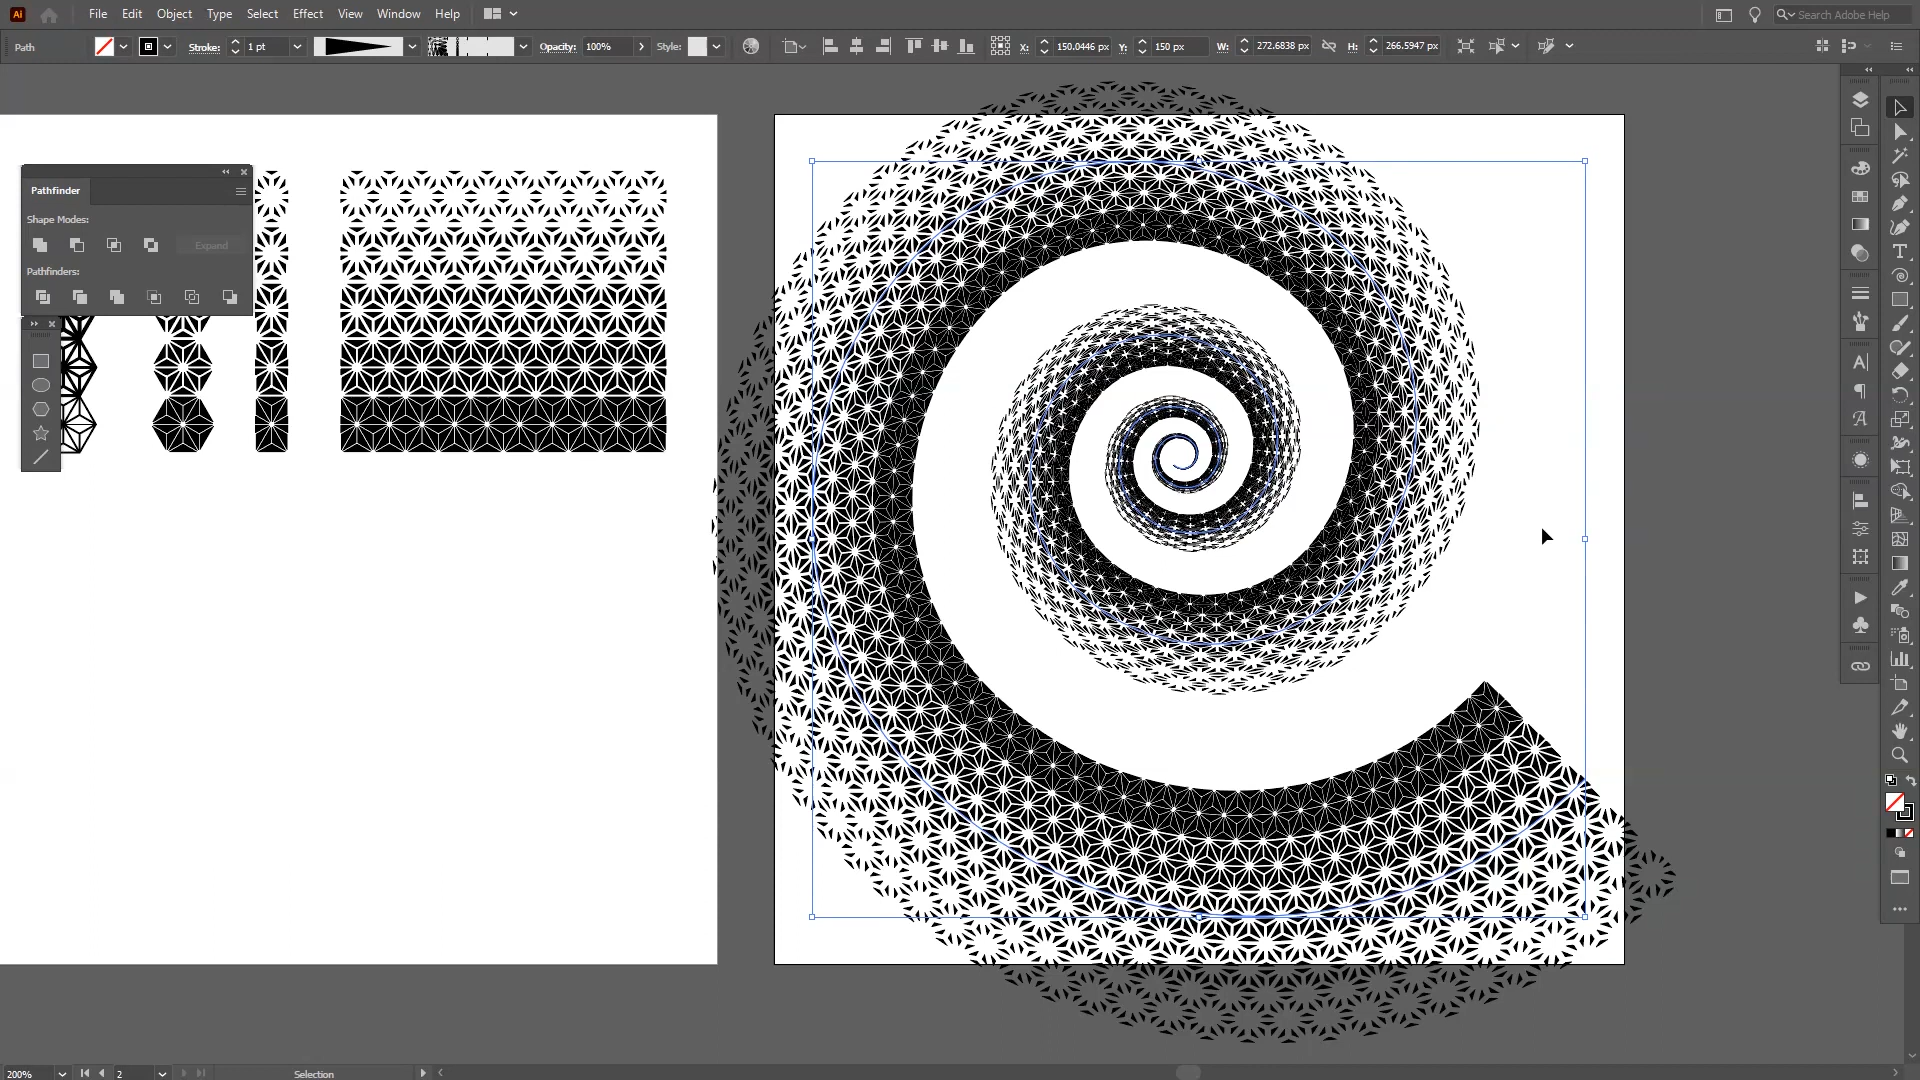 Ai File Edit Object Type Select Effect View Window Help Search Adobe Help
Path Stroke: 1 pt Opacity: 100% Style: X: 150.0446 px Y: 150 px W: 272.6838 px H: 266.5947 px
Pathfinder
Shape Modes:
Expand
Pathfinders:
200% 2 Selection